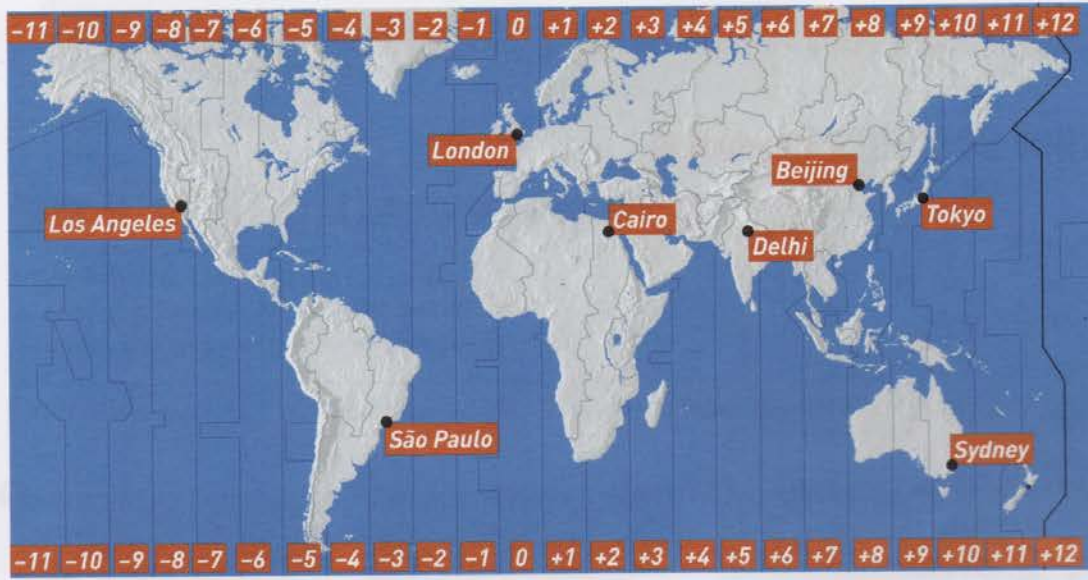 −11 −10 −9 −8 −7 −6 −5 −4 −3 −2 −1 0 +1 +2 +3 +4 +5 +6 +7 +8 +9 +10 +11 +12
London
Beijing
Los Angeles
Cairo
Tokyo
Delhi
São Paulo
Sydney
−11 −10 −9 −8 −7 −6 −5 −4 −3 −2 −1 0 +1 +2 +3 +4 +5 +6 +7 +8 +9 +10 +11 +12